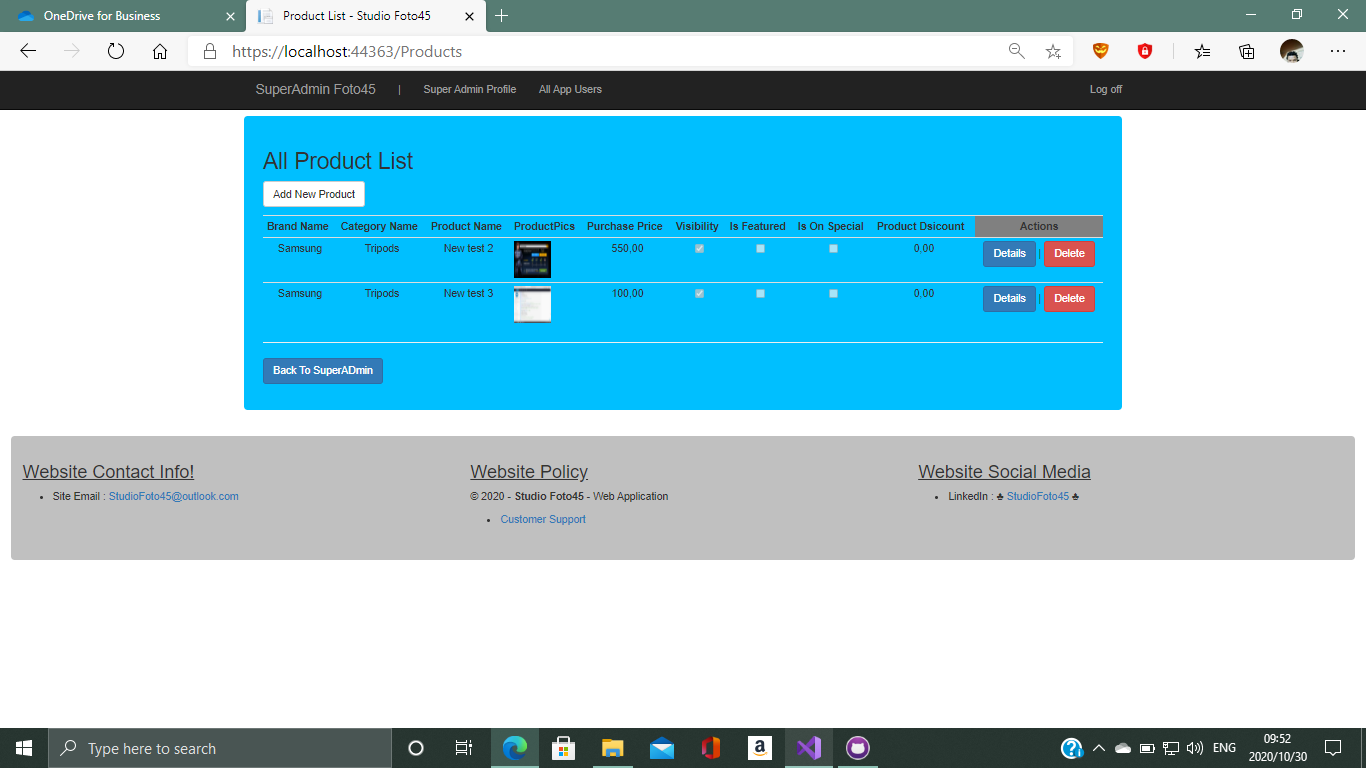 OneDrive for Business
Product List - Studio Foto45
https://localhost:44363/Products
SuperAdmin Foto45 | Super Admin Profile All App Users Log off
All Product List
Add New Product
Brand Name Category Name Product Name ProductPics Purchase Price Visibility Is Featured Is On Special Product Dsicount Actions
Samsung Tripods New test 2 550,00 0,00 Details | Delete
Samsung Tripods New test 3 100,00 0,00 Details | Delete
Back To SuperADmin
Website Contact Info! Website Policy Website Social Media
• Site Email : StudioFoto45@outlook.com © 2020 - Studio Foto45 - Web Application • LinkedIn : ♣ StudioFoto45 ♣
• Customer Support
Type here to search
ENG
09:52
2020/10/30